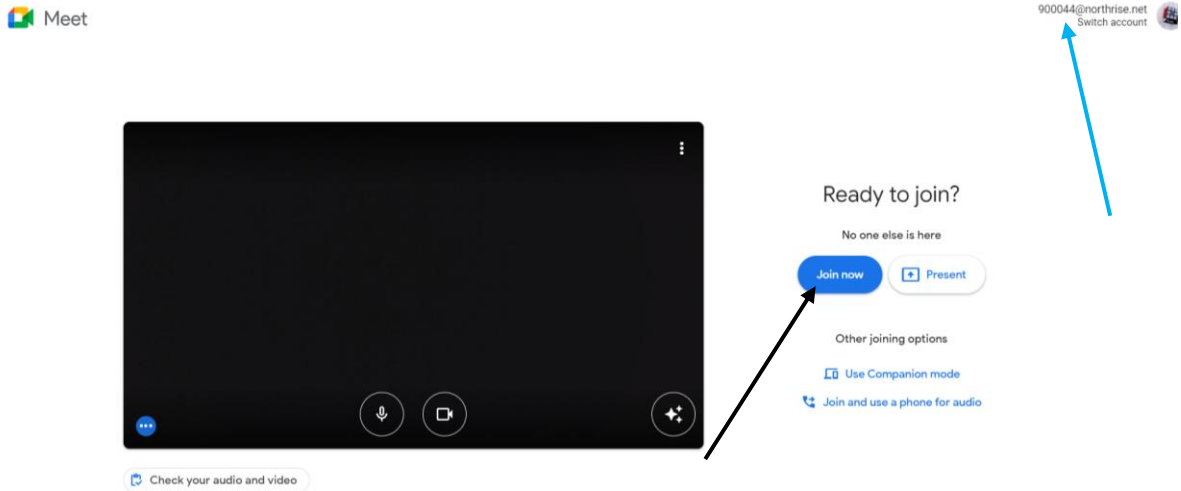 Meet
900044@northrise.net
Switch account
Ready to join?
No one else is here
Join now
Present
Other joining options
Use Companion mode
Join and use a phone for audio
Check your audio and video